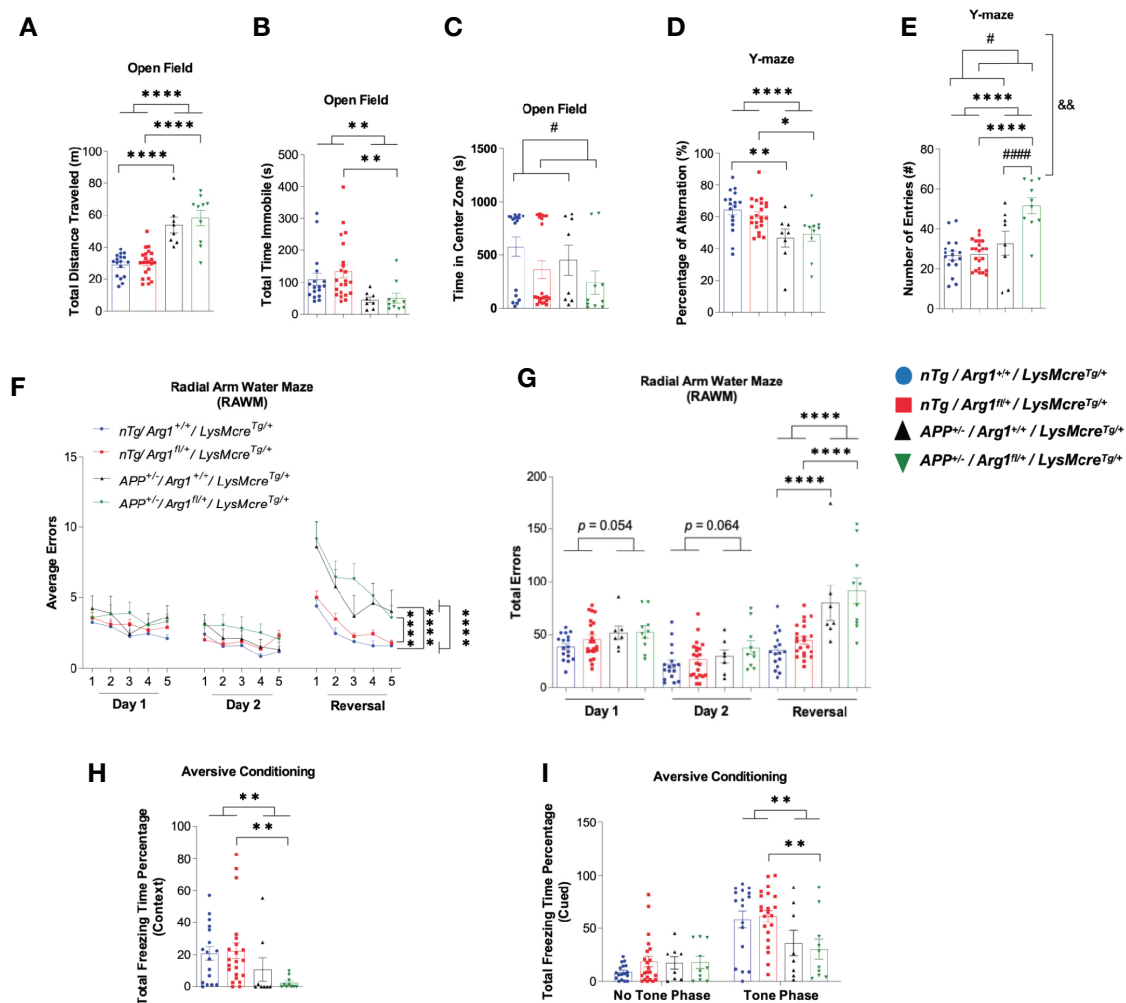 A
Open Field
****
****
****
Total Distance Traveled (m)
100
80
60
40
20
0
B
Open Field
**
**
Total Time Immobile (s)
500
400
300
200
100
0
C
Open Field
#
Time in Center Zone (s)
1500
1000
500
0
D
Y-maze
****
*
**
Percentage of Alternation (%)
100
80
60
40
20
0
E
Y-maze
#
&&
****
****
####
Number of Entries (#)
80
60
40
20
0
F
Radial Arm Water Maze
(RAWM)
nTg/Arg1+/+/ LysMcreTg/+
nTg/Arg1fl/+/ LysMcreTg/+
APP+/-/Arg1+/+/ LysMcreTg/+
APP+/-/Arg1fl/+/ LysMcreTg/+
Average Errors
15
10
5
0
****
****
****
1 2 3 4 5 1 2 3 4 5 1 2 3 4 5
Day 1 Day 2 Reversal
G
Radial Arm Water Maze
(RAWM)
****
****
****
p = 0.054
p = 0.064
Total Errors
200
150
100
50
0
Day 1 Day 2 Reversal
nTg / Arg1+/+ / LysMcreTg/+
nTg / Arg1fl/+ / LysMcreTg/+
APP+/- / Arg1+/+ / LysMcreTg/+
APP+/- / Arg1fl/+ / LysMcreTg/+
H
Aversive Conditioning
**
**
Total Freezing Time Percentage
(Context)
100
80
60
40
20
0
I
Aversive Conditioning
**
**
Total Freezing Time Percentage
(Cued)
150
100
50
0
No Tone Phase Tone Phase